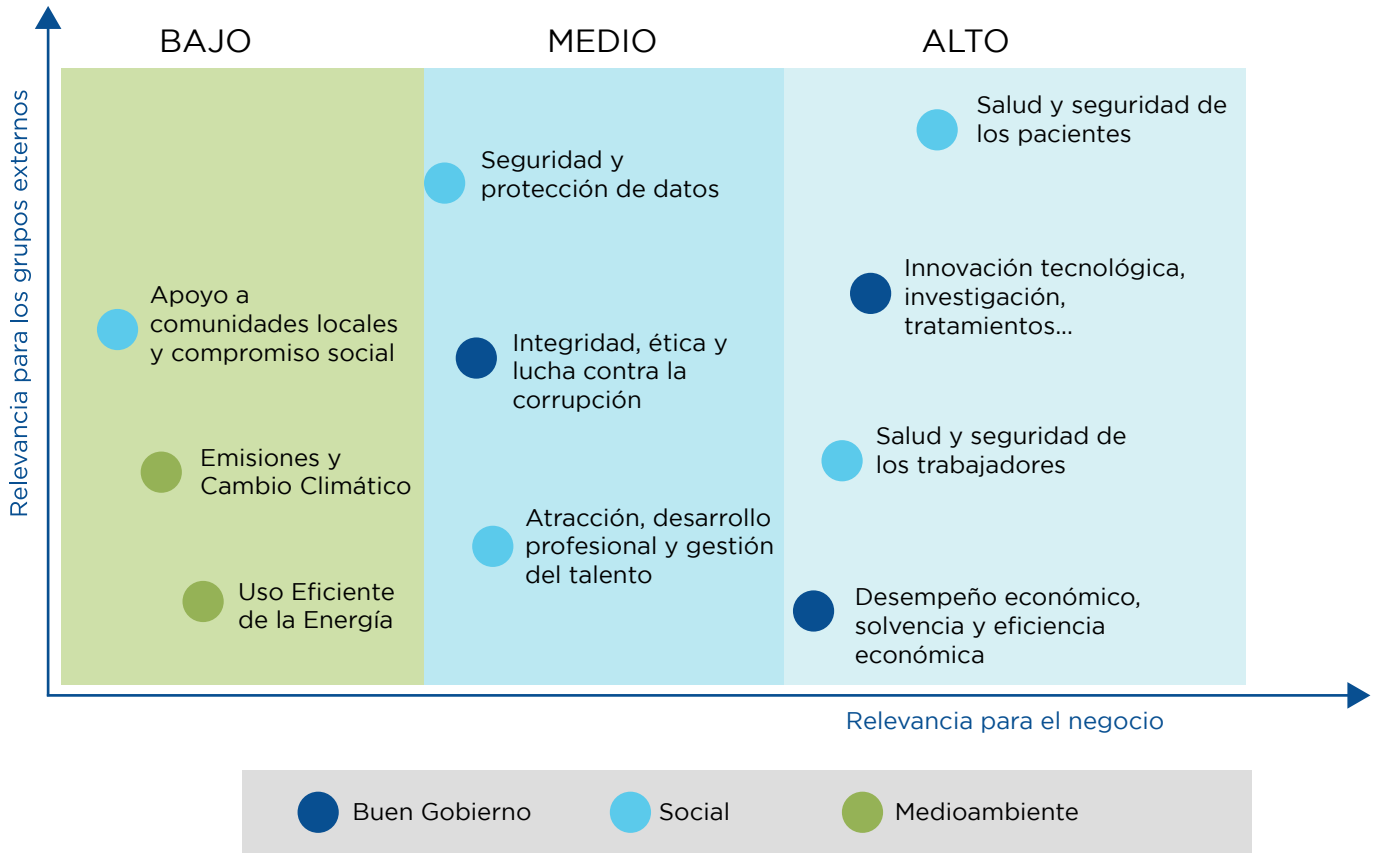 BAJO
MEDIO
ALTO
Relevancia para los grupos externos
Apoyo a
comunidades locales
y compromiso social
Emisiones y
Cambio Climático
Uso Eficiente
de la Energía
Seguridad y
protección de datos
Integridad, ética y
lucha contra la
corrupción
Atracción, desarrollo
profesional y gestión
del talento
Salud y seguridad de
los pacientes
Innovación tecnológica,
investigación,
tratamientos...
Salud y seguridad de
los trabajadores
Desempeño económico,
solvencia y eficiencia
económica
Relevancia para el negocio
Buen Gobierno
Social
Medioambiente